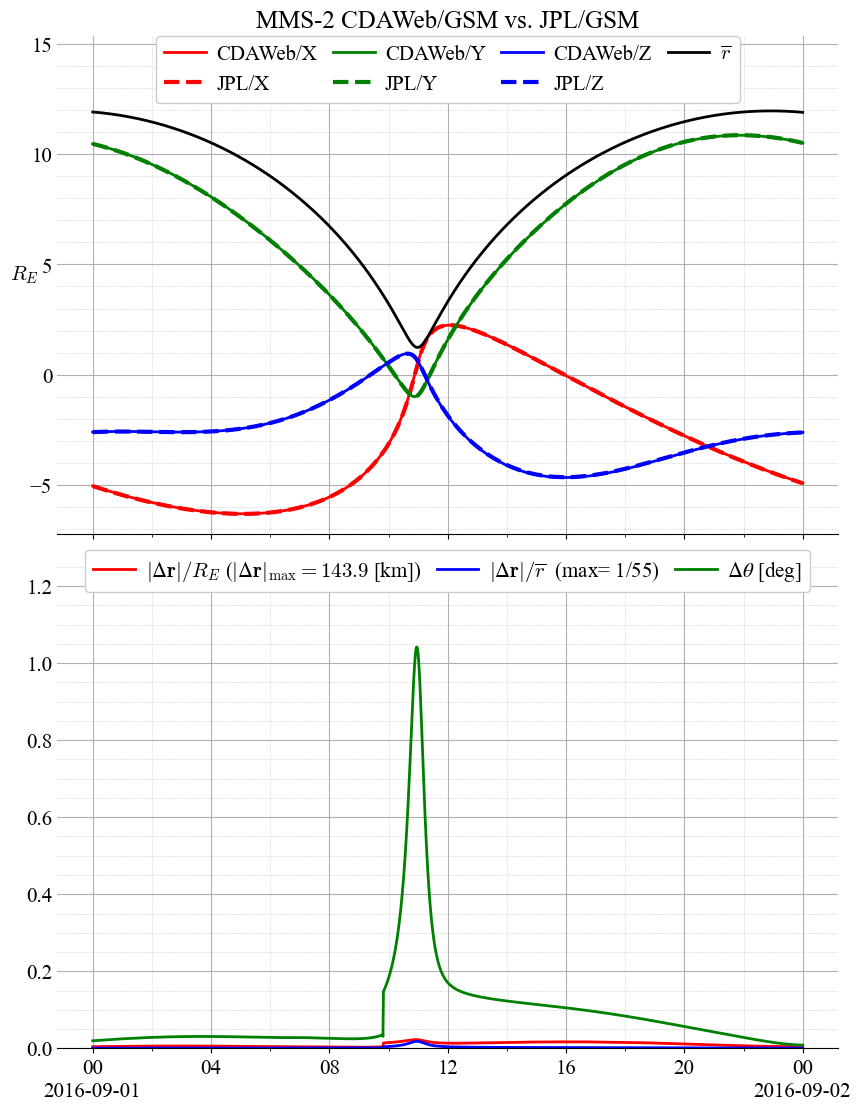 MMS-2 CDAWeb/GSM vs. JPL/GSM
15
CDAWeb/X CDAWeb/Y CDAWeb/Z r̅
JPL/X JPL/Y JPL/Z
10
5
R_E
0
−5
|Δr|/R_E (|Δr|_max = 143.9 [km]) |Δr|/r̅ (max= 1/55) Δθ [deg]
1.2
1.0
0.8
0.6
0.4
0.2
0.0
00 04 08 12 16 20 00
2016-09-01 2016-09-02